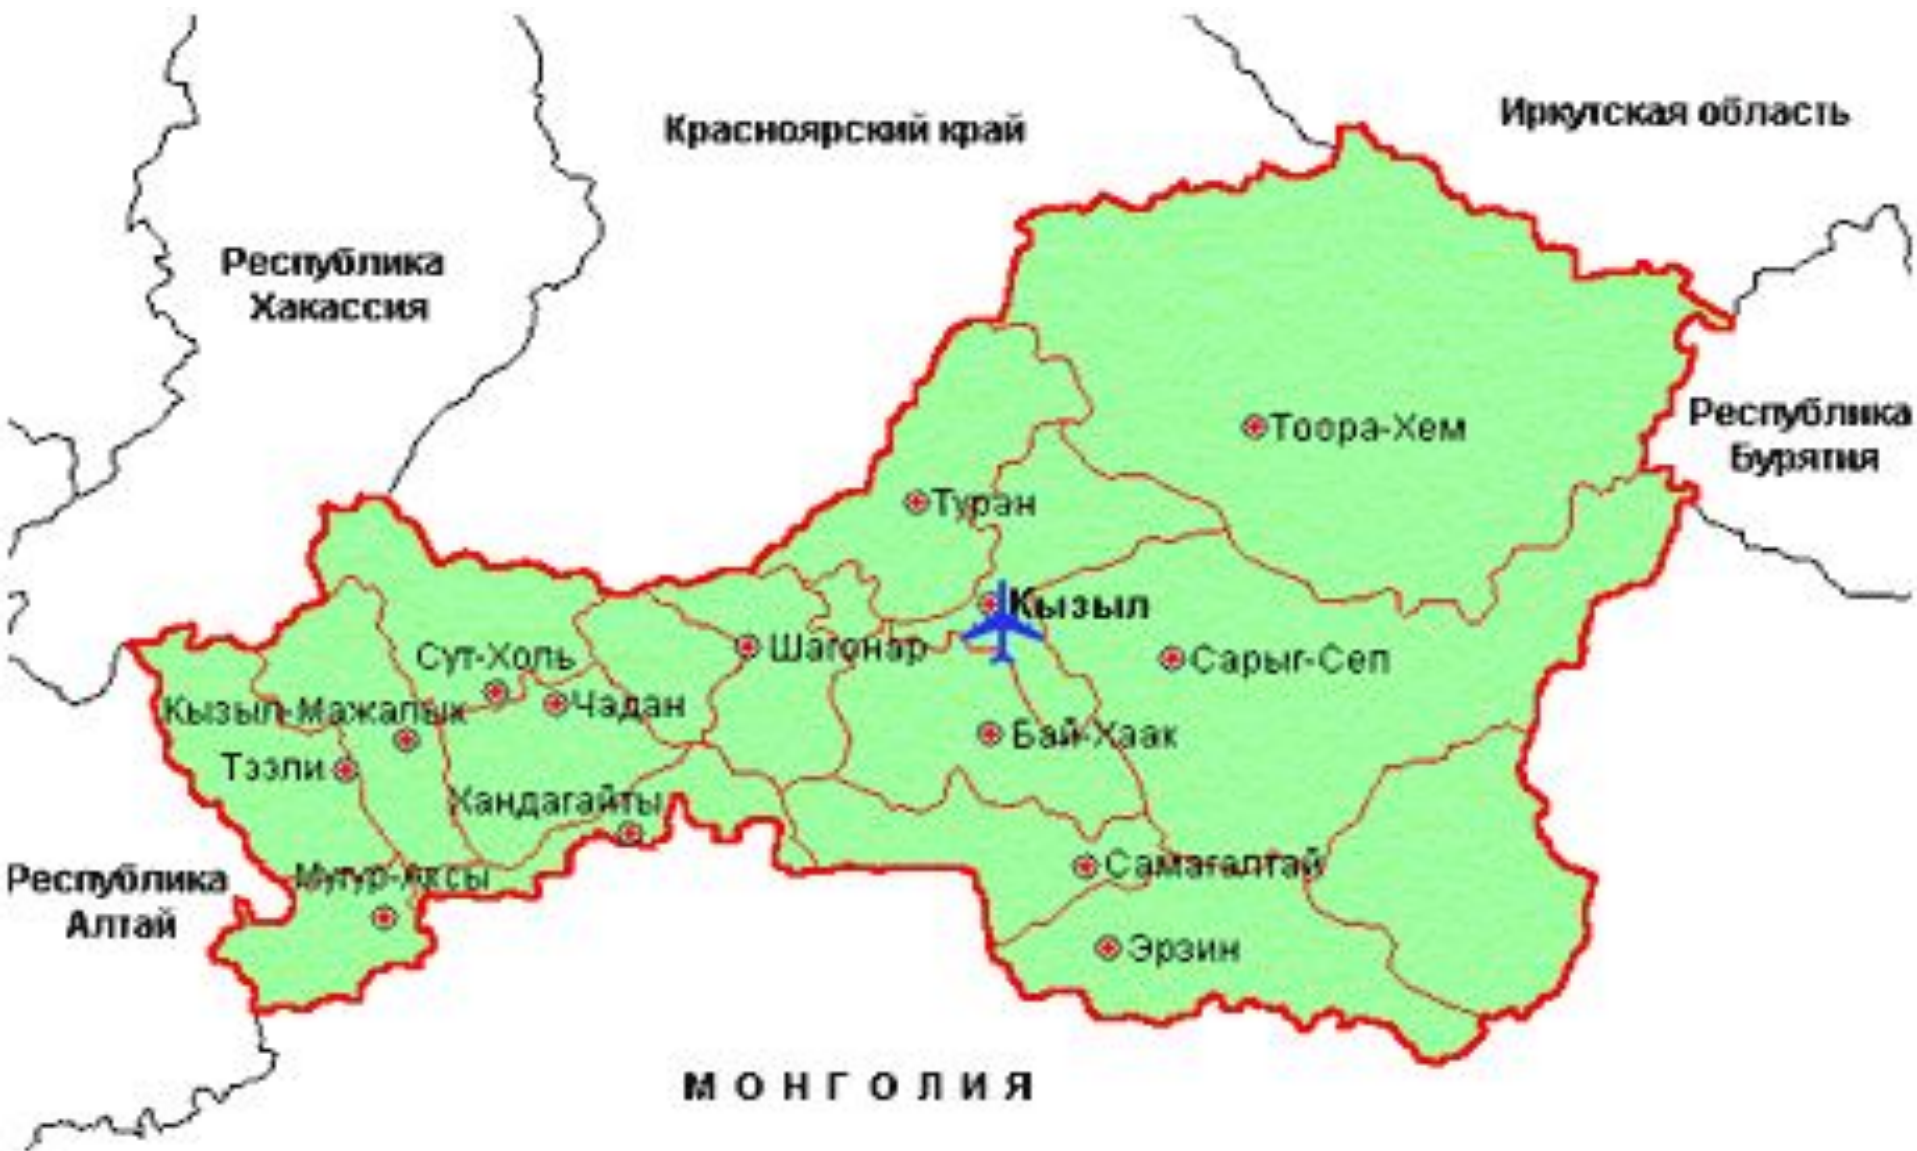 Иркутская область
Красноярский край
Республика
Хакассия
Республика
Бурятия
Тоора-Хем
Туран
Кызыл
Шагонар
Сарыг-Сеп
Сут-Холь
Чадан
Кызыл-Мажалык
Бай-Хаак
Тээли
Хандагайты
Самагалтай
Мугур-Аксы
Республика
Алтай
Эрзин
МОНГОЛИЯ